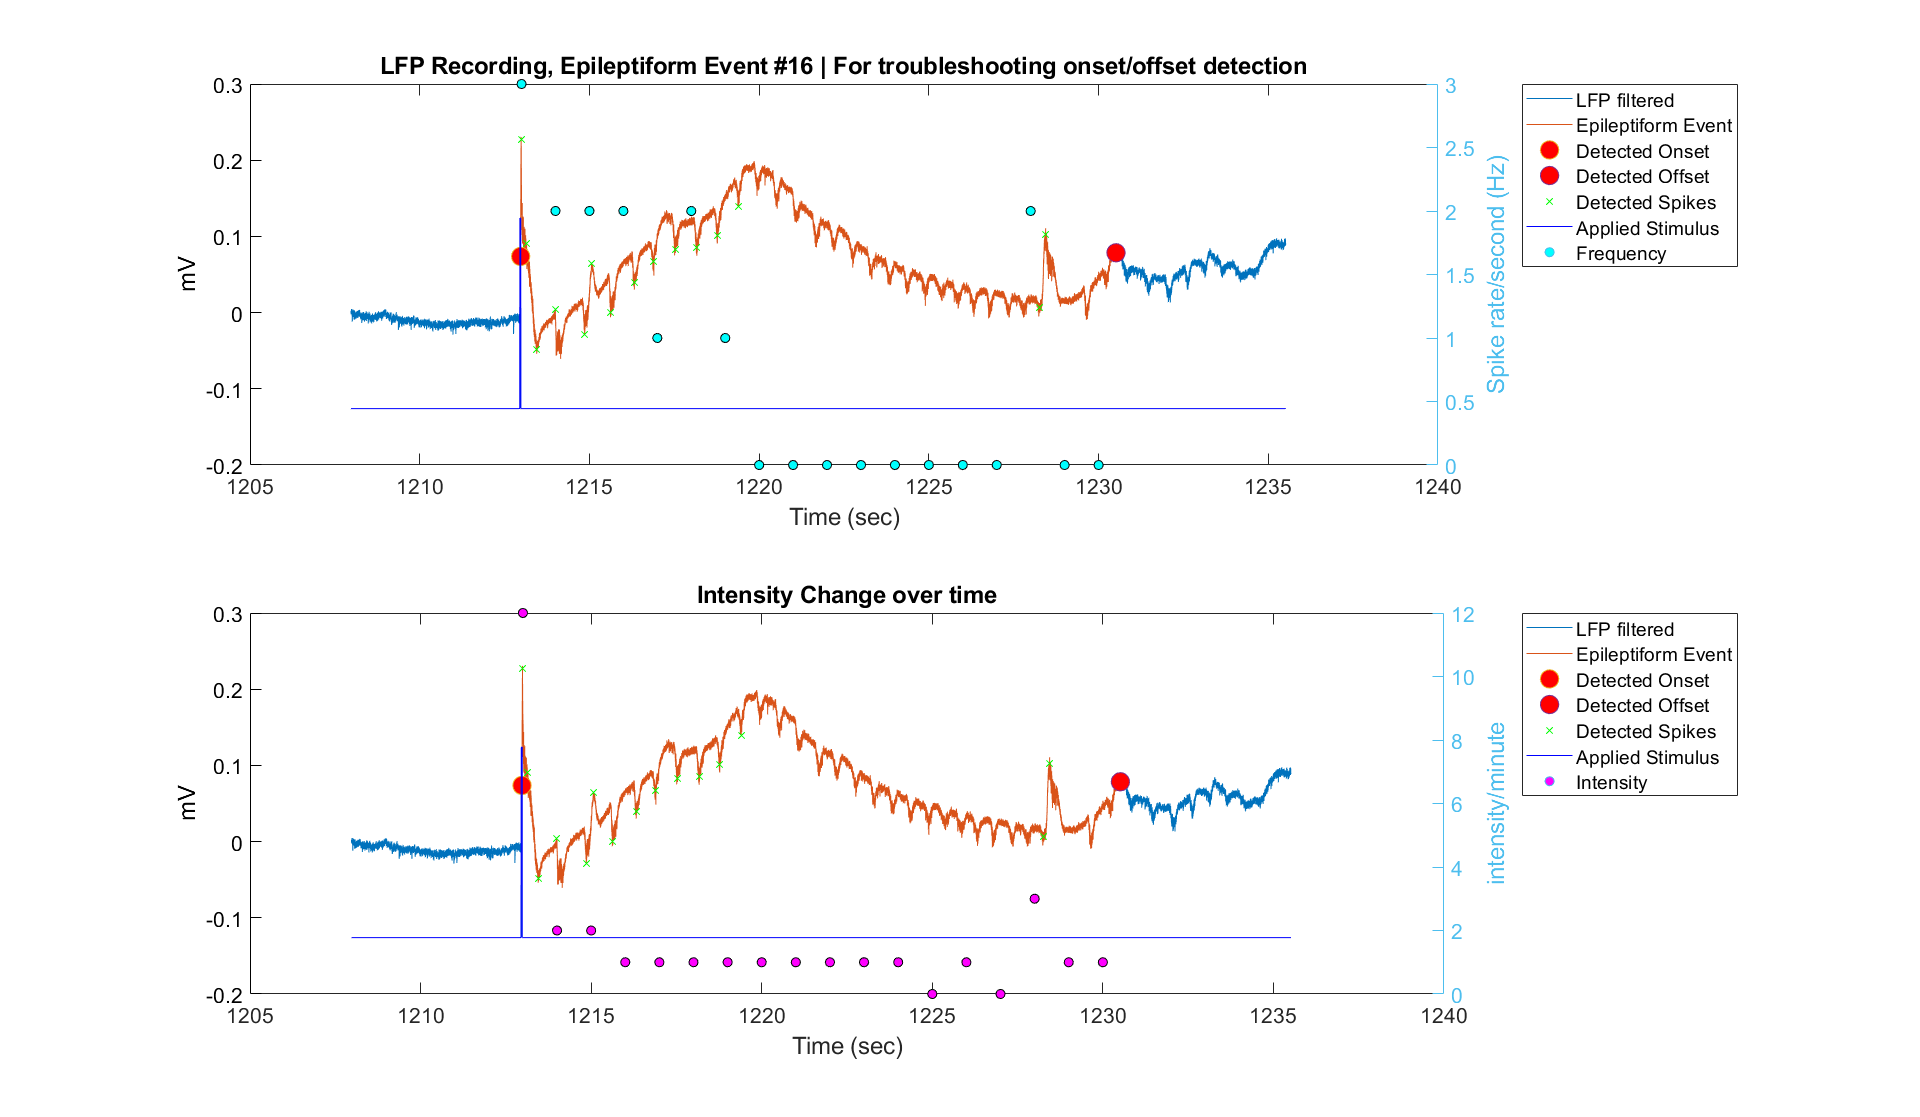 LFP Recording, Epileptiform Event #16 | For troubleshooting onset/offset detection
0.3
0.2
0.1
0
-0.1
-0.2
mV
1205 1210 1215 1220 1225 1230 1235 1240
Time (sec)
3
2.5
2
1.5
1
0.5
0
Spike rate/second (Hz)
LFP filtered
Epileptiform Event
Detected Onset
Detected Offset
Detected Spikes
Applied Stimulus
Frequency
Intensity Change over time
0.3
0.2
0.1
0
-0.1
-0.2
mV
1205 1210 1215 1220 1225 1230 1235 1240
Time (sec)
12
10
8
6
4
2
0
intensity/minute
LFP filtered
Epileptiform Event
Detected Onset
Detected Offset
Detected Spikes
Applied Stimulus
Intensity